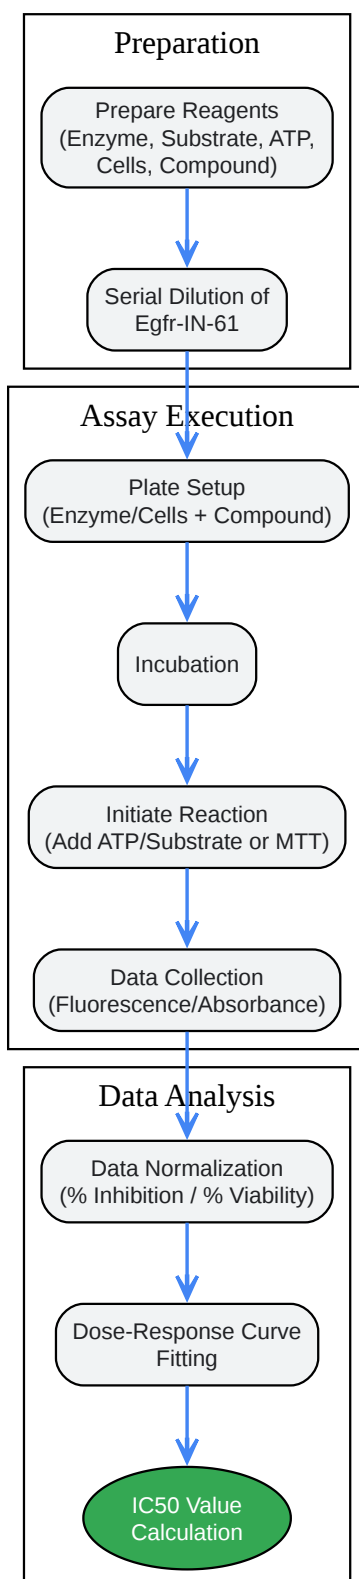 Preparation
Prepare Reagents
(Enzyme, Substrate, ATP,
Cells, Compound)
Serial Dilution of
Egfr-IN-61
Assay Execution
Plate Setup
(Enzyme/Cells + Compound)
Incubation
Initiate Reaction
(Add ATP/Substrate or MTT)
Data Collection
(Fluorescence/Absorbance)
Data Analysis
Data Normalization
(% Inhibition / % Viability)
Dose-Response Curve
Fitting
IC50 Value
Calculation